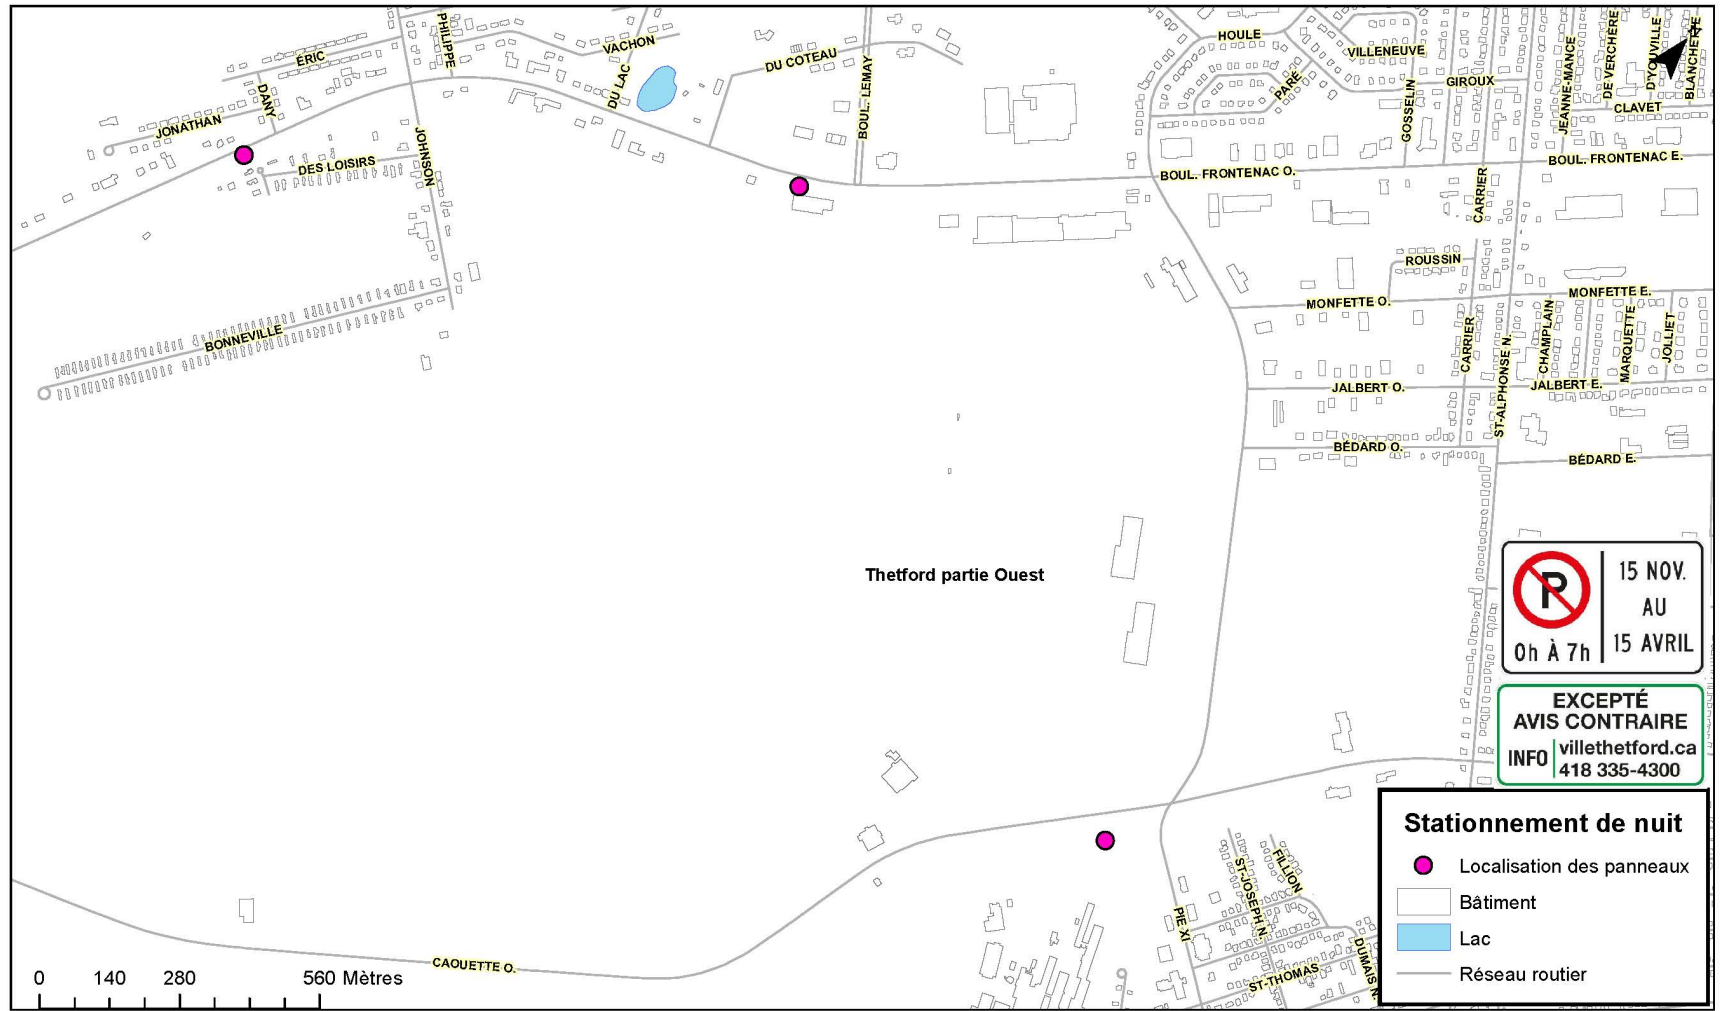 PHILIPPE
ÉRIC
VACHON
DU LAC
DU COTEAU
BOUL. LEMAY
HOULE
VILLENEUVE
PARÉ
GIROUX
GOSSELIN
JEANNE-MANCE
DE VERCHÈRE
D'YOUVILLE
BLANCHE
N
CLAVET
DANY
JONATHAN
JOHNSON
DES LOISIRS
BOUL. FRONTENAC O.
BOUL. FRONTENAC E.
CARRIER
ROUSSIN
MONFETTE O.
MONFETTE E.
BONNEVILLE
CARRIER
ST-ALPHONSE N.
CHAMPLAIN
MARQUETTE
JOLLIET
JALBERT O.
JALBERT E.
BÉDARD O.
BÉDARD E.
Thetford partie Ouest
P
0h À 7h
15 NOV.
AU
15 AVRIL
EXCEPTÉ
AVIS CONTRAIRE
INFO
villethetford.ca
418 335-4300
PIE XI
ST-JOSEPH N.
FILLION
ST-THOMAS
DUMAIS N.
CAOUETTE O.
0 140 280 560 Mètres
Stationnement de nuit
Localisation des panneaux
Bâtiment
Lac
Réseau routier